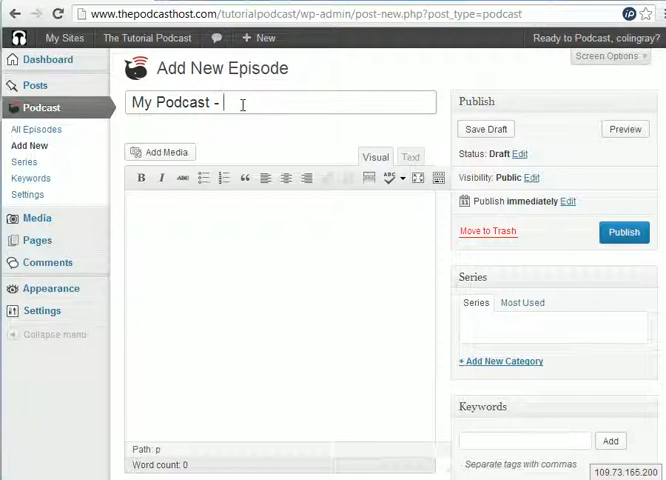 www.thepodcasthost.com/tutorialpodcast/wp-admin/post-new.php?post_type=podcast
My Sites The Tutorial Podcast + New Ready to Podcast, colingray?
Screen Options
Dashboard
Posts
Podcast
All Episodes
Add New
Series
Keywords
Settings
Media
Pages
Comments
Appearance
Settings
Collapse menu
Add New Episode
My Podcast -
Add Media
Visual Text
B I ABC ABC
Path: p
Word count: 0
Publish
Save Draft Preview
Status: Draft Edit
Visibility: Public Edit
Publish immediately Edit
Move to Trash Publish
Series
Series Most Used
+ Add New Category
Keywords
Add
Separate tags with commas
109.73.165.200